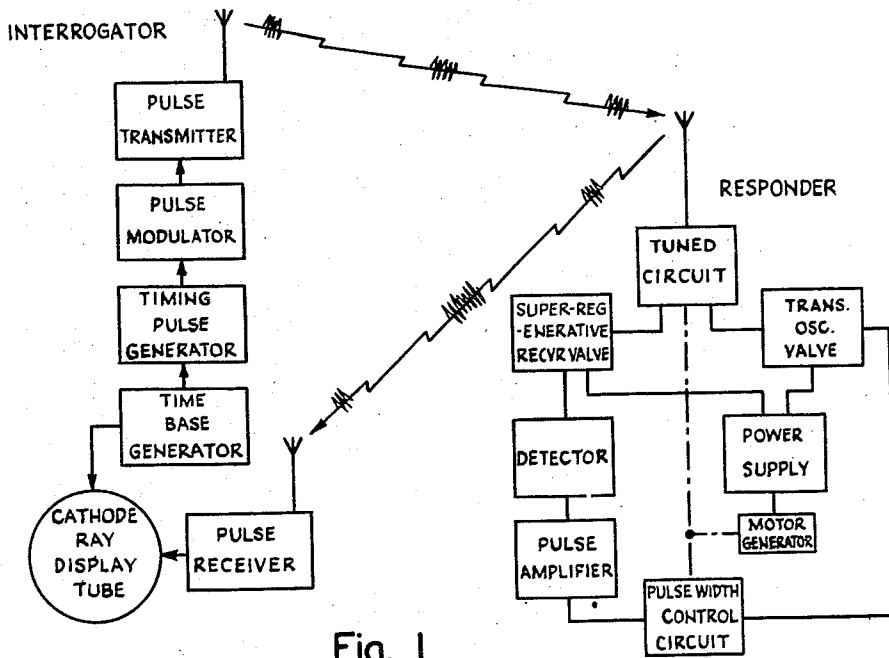 INTERROGATOR
PULSE
TRANSMITTER
PULSE
MODULATOR
TIMING
PULSE
GENERATOR
TIME
BASE
GENERATOR
CATHODE
RAY
DISPLAY
TUBE
PULSE
RECEIVER
RESPONDER
TUNED
CIRCUIT
SUPER-REG
-ENERATIVE
RECVR VALVE
TRANS.
OSC.
VALVE
DETECTOR
POWER
SUPPLY
PULSE
AMPLIFIER
MOTOR
GENERATOR
PULSE WIDTH
CONTROL
CIRCUIT
Fig. 1